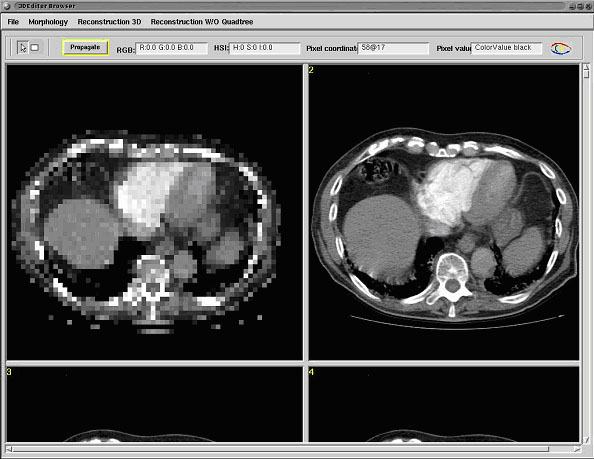 3DEditor Browser
File Morphology Reconstruction 3D Reconstruction W/O Quadtree
Propagate RGB: R:0.0 G:0.0 B:0.0 HSI: H:0 S:0 I:0.0 Pixel coordinat 58@17 Pixel value ColorValue black
2
3 4